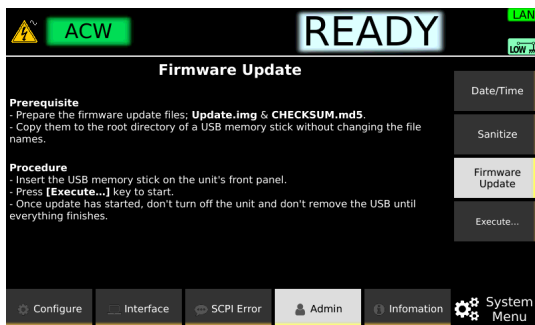 ACW
READY
LAN
LOW
Firmware Update
Prerequisite
- Prepare the firmware update files; Update.img & CHECKSUM.md5.
- Copy them to the root directory of a USB memory stick without changing the file
names.
Procedure
- Insert the USB memory stick on the unit's front panel.
- Press [Execute...] key to start.
- Once update has started, don't turn off the unit and don't remove the USB until
everything finishes.
Date/Time
Sanitize
Firmware
Update
Execute...
Configure
Interface
SCPI Error
Admin
Infomation
System
Menu